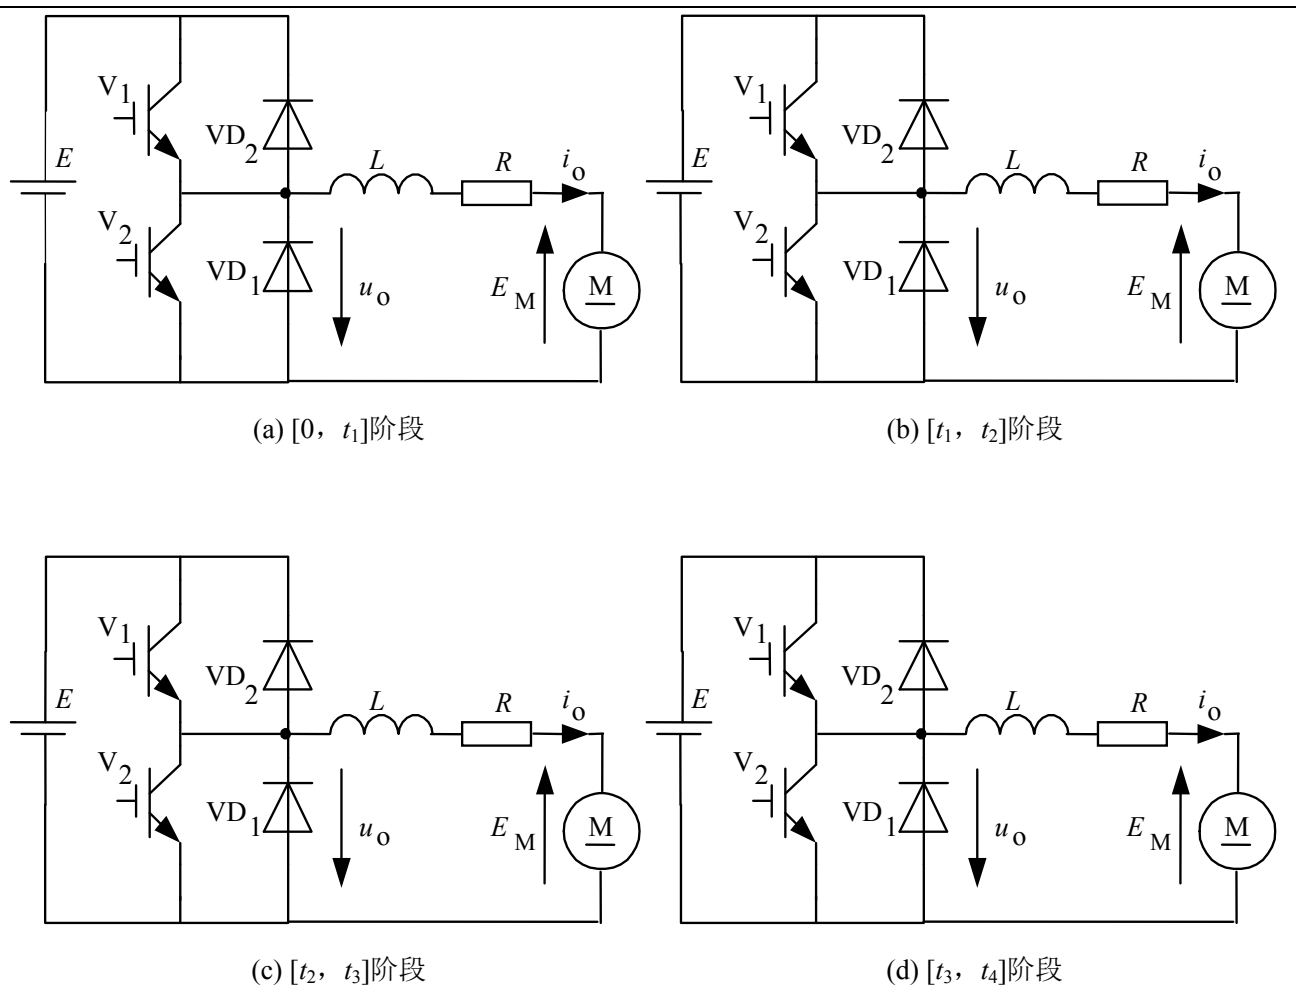 V1
E
VD2
L
R
io
V2
VD1
uo
EM
M
(a) [0，t1]阶段
V1
E
VD2
L
R
io
V2
VD1
uo
EM
M
(b) [t1，t2]阶段
V1
E
VD2
L
R
io
V2
VD1
uo
EM
M
(c) [t2，t3]阶段
V1
E
VD2
L
R
io
V2
VD1
uo
EM
M
(d) [t3，t4]阶段